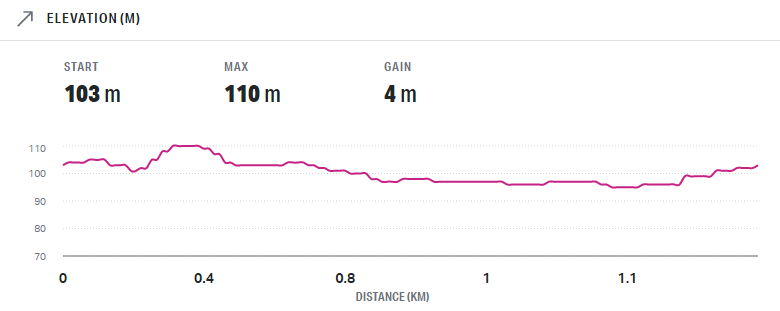 ELEVATION (M)
START MAX GAIN
103 m 110 m 4 m
110
100
90
80
70
0 0.4 0.8 1 1.1
DISTANCE (KM)